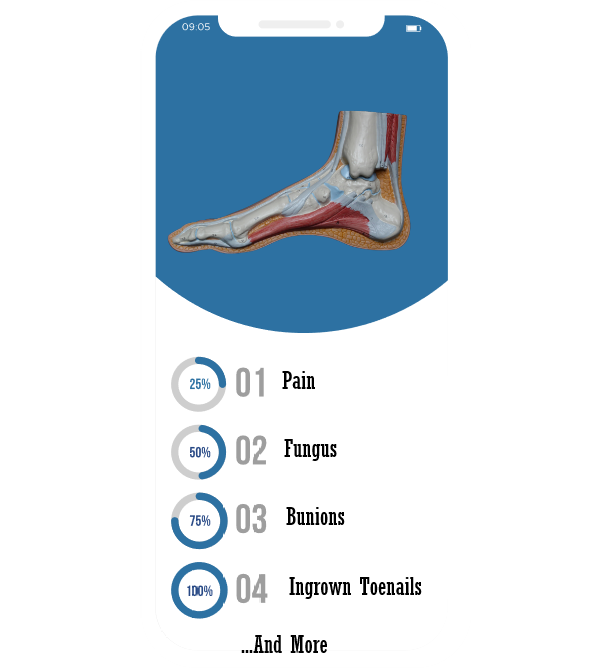 09:05
25% 01 Pain
50% 02 Fungus
75% 03 Bunions
100% 04 Ingrown Toenails
...And More